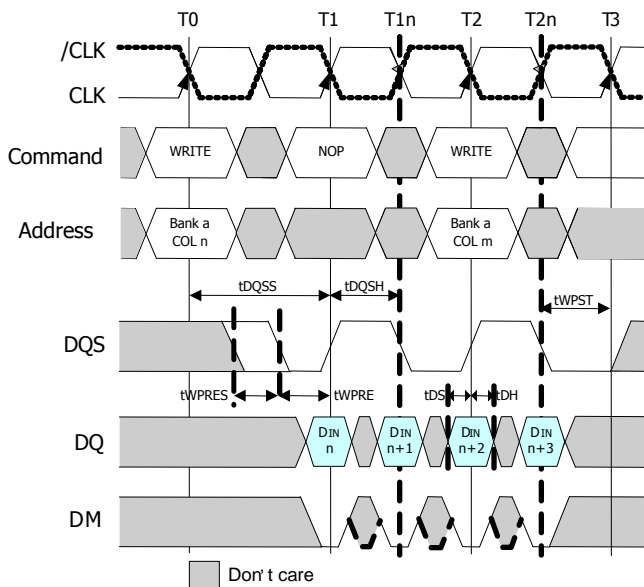 T0 T1 T1n T2 T2n T3
/CLK
CLK
Command WRITE NOP WRITE
Address Bank a COL n Bank a COL m
tDQSS tDQSH tWPST
DQS
tWPRES tWPRE tDS tDH
DQ DIN n DIN n+1 DIN n+2 DIN n+3
DM
Don't care